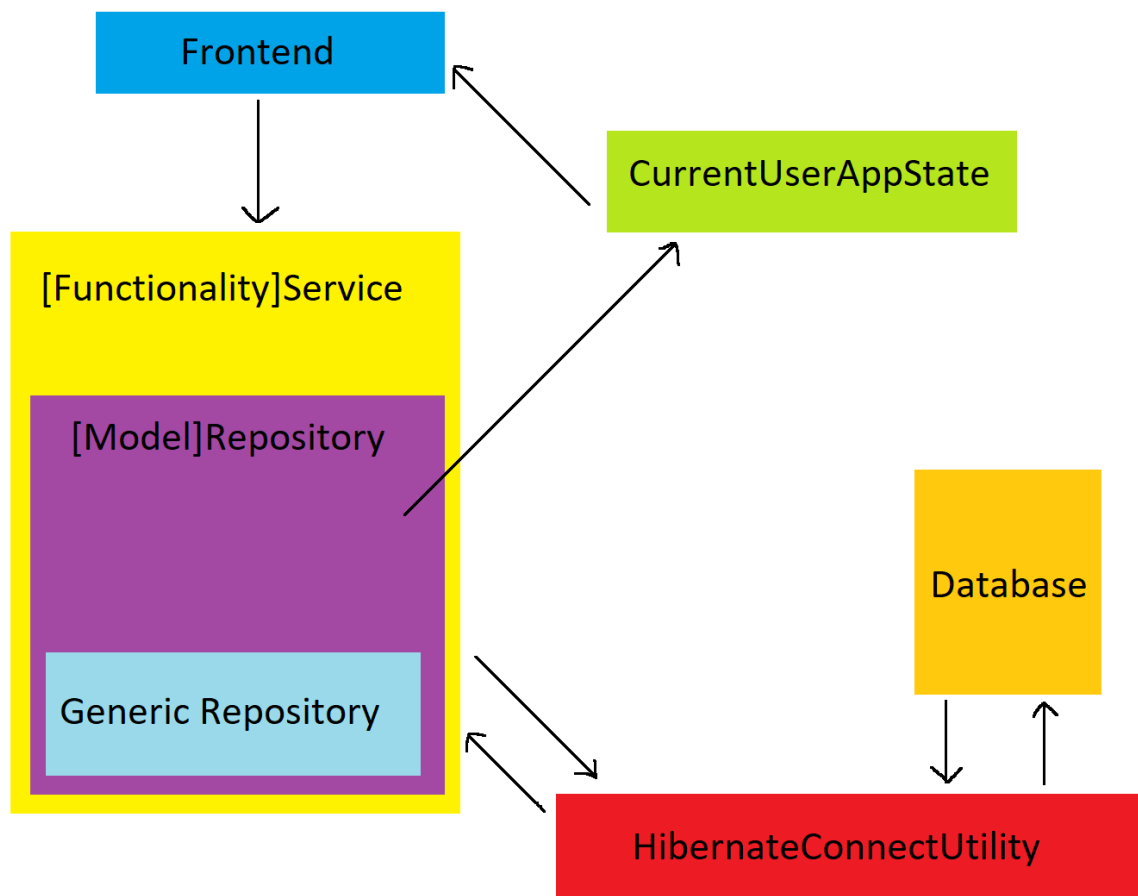 Frontend
CurrentUserAppState
[Functionality]Service
[Model]Repository
Database
Generic Repository
HibernateConnectUtility